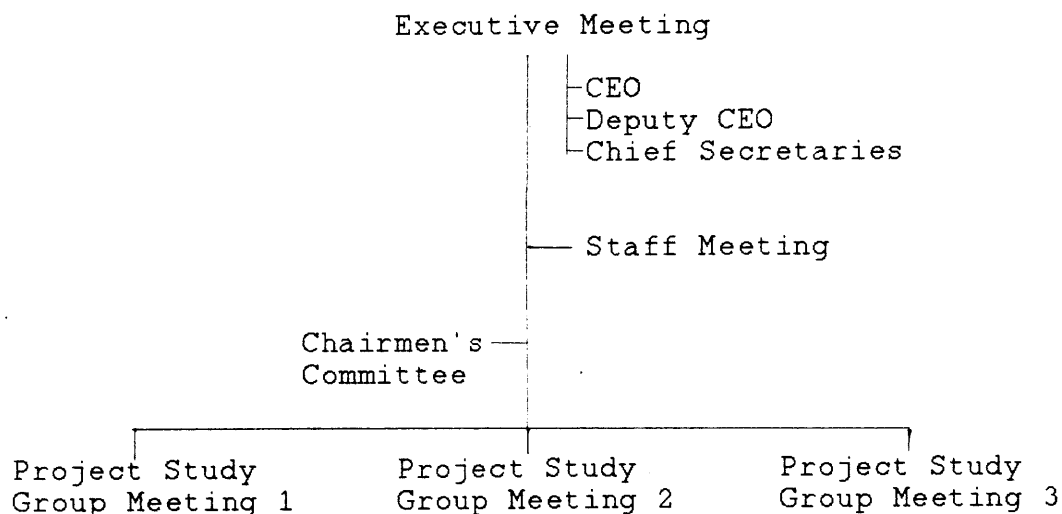 Executive Meeting
CEO
Deputy CEO
Chief Secretaries
Staff Meeting
Chairmen's
Committee
Project Study
Group Meeting 1
Project Study
Group Meeting 2
Project Study
Group Meeting 3